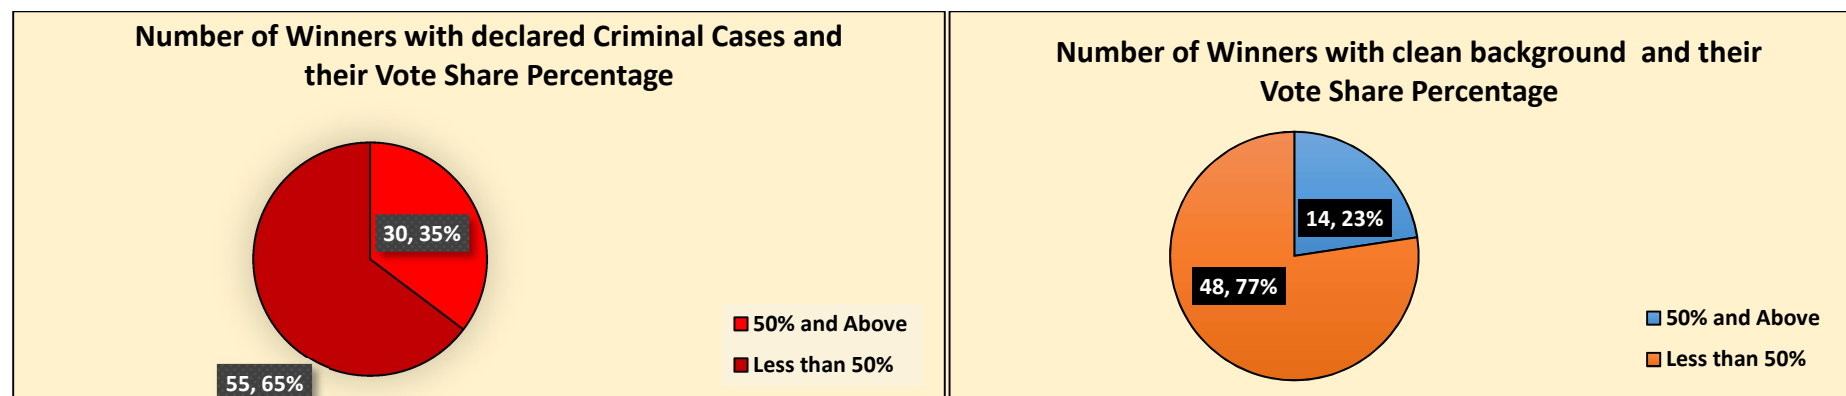 Number of Winners with declared Criminal Cases and
their Vote Share Percentage
30, 35%
55, 65%
50% and Above
Less than 50%
Number of Winners with clean background  and their
Vote Share Percentage
14, 23%
48, 77%
50% and Above
Less than 50%